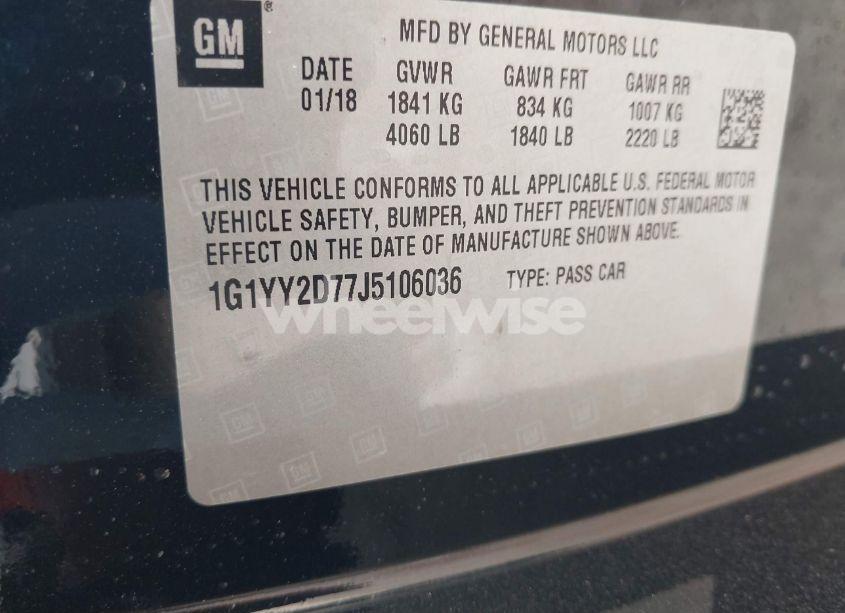 GM®
MFD BY GENERAL MOTORS LLC
DATE GVWR GAWR FRT GAWR RR
01/18 1841 KG 834 KG 1007 KG
4060 LB 1840 LB 2220 LB
THIS VEHICLE CONFORMS TO ALL APPLICABLE U.S. FEDERAL MOTOR
VEHICLE SAFETY, BUMPER, AND THEFT PREVENTION STANDARDS IN
EFFECT ON THE DATE OF MANUFACTURE SHOWN ABOVE.
1G1YY2D77J5106036 TYPE: PASS CAR
wheelwise